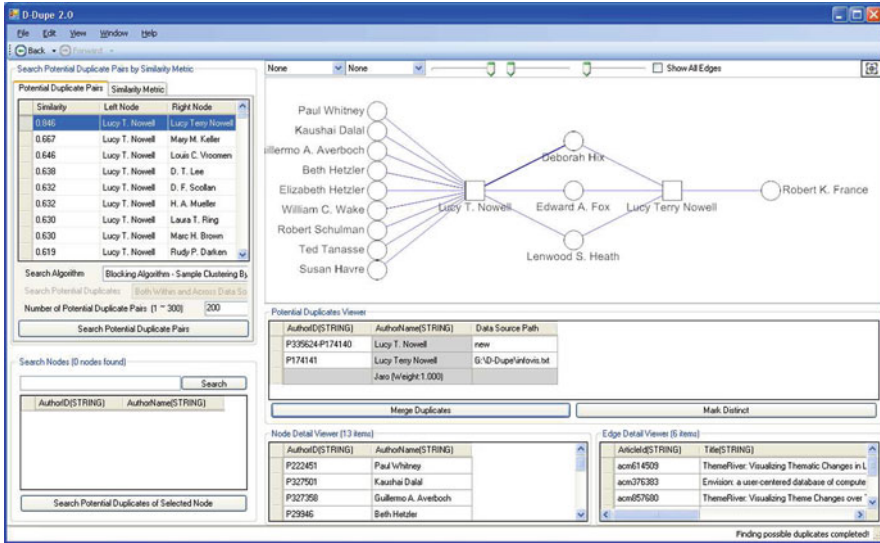 D-Dupe 2.0
File Edit View Window Help
Back Forward
Search Potential Duplicate Pairs by Similarity Metric
Potential Duplicate Pairs Similarity Metric
Similarity Left Node Right Node
0.846 Lucy T. Nowell Lucy Terry Nowell
0.667 Lucy T. Nowell Mary M. Keller
0.646 Lucy T. Nowell Louis C. Vroomen
0.638 Lucy T. Nowell D. T. Lee
0.632 Lucy T. Nowell D. F. Scollan
0.632 Lucy T. Nowell H. A. Mueller
0.630 Lucy T. Nowell Laura T. Ring
0.630 Lucy T. Nowell Marc H. Brown
0.619 Lucy T. Nowell Rudy P. Darken
Search Algorithm Blocking Algorithm - Sample Clustering By
Search Potential Duplicates Both Within and Across Data So
Number of Potential Duplicate Pairs (1 ~ 300) 200
Search Potential Duplicate Pairs
Search Nodes (0 nodes found)
Search
AuthorID(STRING) AuthorName(STRING)
Search Potential Duplicates of Selected Node
None None Show All Edges
Paul Whitney
Kaushai Dalal
uillermo A. Averboch
Beth Hetzler
Elizabeth Hetzler
William C. Wake
Robert Schulman
Ted Tanasse
Susan Havre
Lucy T. Nowell
Deborah Hix
Edward A. Fox
Lenwood S. Heath
Lucy Terry Nowell
Robert K. France
Potential Duplicates Viewer
AuthorID(STRING) AuthorName(STRING) Data Source Path
P335624-P174140 Lucy T. Nowell new
P174141 Lucy Terry Nowell G:\D-Dupe\infovis.txt
Jaro (Weight:1.000)
Merge Duplicates Mark Distinct
Node Detail Viewer (13 items)
AuthorID(STRING) AuthorName(STRING)
P222451 Paul Whitney
P327501 Kaushai Dalal
P327358 Guillermo A. Averboch
P29946 Beth Hetzler
Edge Detail Viewer (6 items)
ArticleId(STRING) Title(STRING)
acm614509 ThemeRiver: Visualizing Thematic Changes in L
acm376383 Envision: a user-centered database of compute
acm857680 ThemeRiver: Visualizing Theme Changes over
Finding possible duplicates completed!